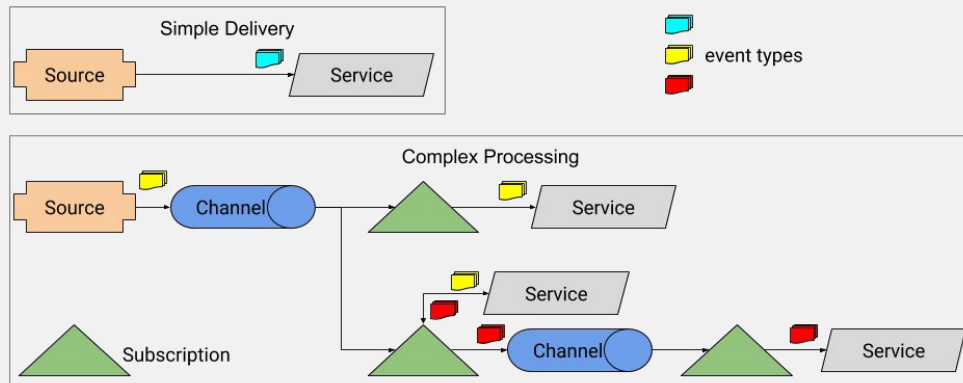 Simple Delivery
Source
Service
event types
Complex Processing
Source
Channel
Service
Service
Subscription
Channel
Service